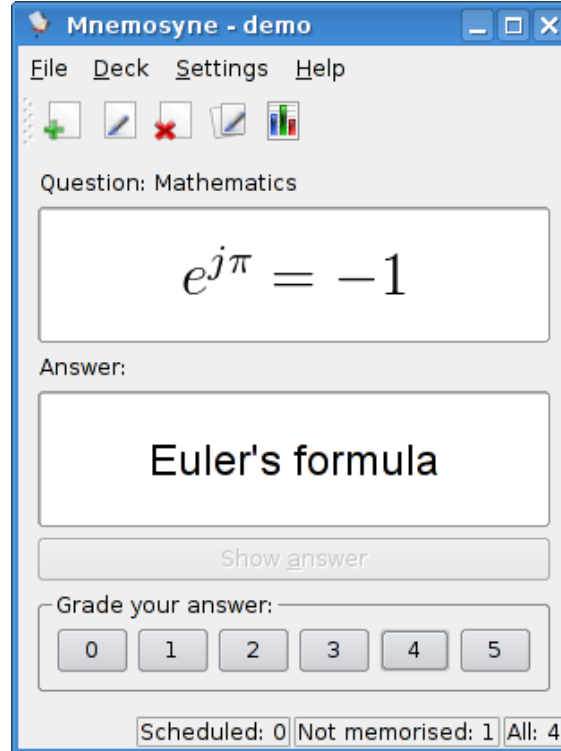 Mnemosyne - demo
File Deck Settings Help
Question: Mathematics
e^{jπ} = −1
Answer:
Euler's formula
Show answer
Grade your answer:
0 1 2 3 4 5
Scheduled: 0 Not memorised: 1 All: 4